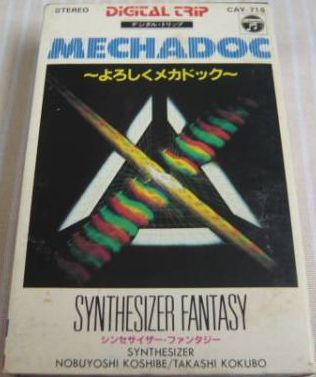 STEREO
DIGITAL TRIP
CAY-718
デジタル・トリップ
MECHADOC
～よろしくメカドック～
SYNTHESIZER FANTASY
シンセサイザー・ファンタジー
SYNTHESIZER
NOBUYOSHI KOSHIBE/TAKASHI KOKUBO